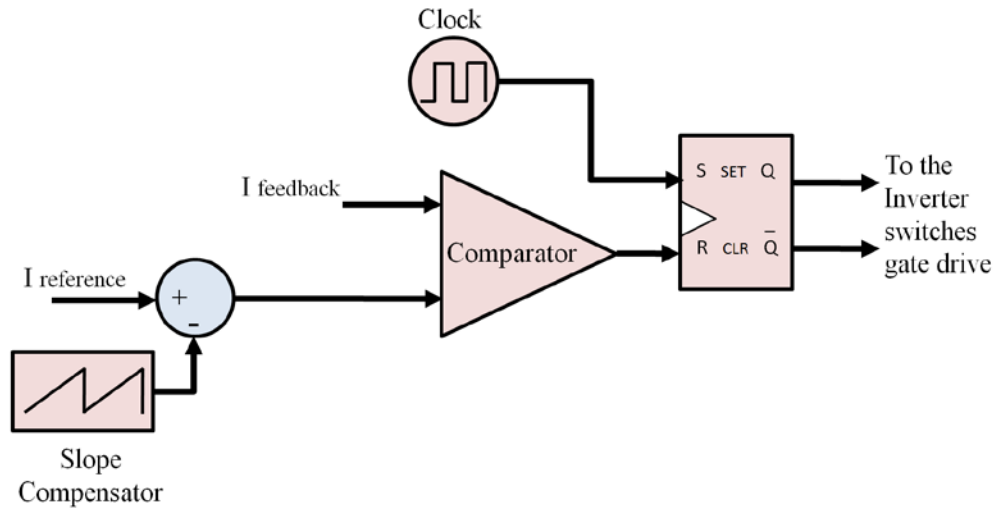 Clock
I feedback
S SET Q
To the
Inverter
switches
gate drive
Comparator
R CLR Q̅
I reference
+
-
Slope
Compensator